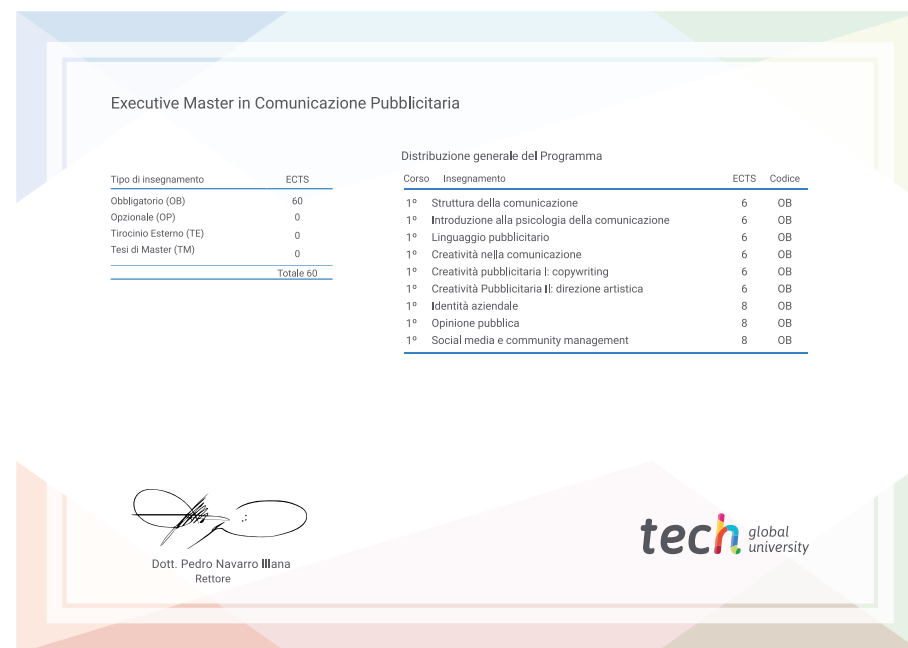 Executive Master in Comunicazione Pubblicitaria
Tipo di insegnamento ECTS
Obbligatorio (OB) 60
Opzionale (OP) 0
Tirocinio Esterno (TE) 0
Tesi di Master (TM) 0
Totale 60
Distribuzione generale del Programma
Corso Insegnamento ECTS Codice
1º Struttura della comunicazione 6 OB
1º Introduzione alla psicologia della comunicazione 6 OB
1º Linguaggio pubblicitario 6 OB
1º Creatività nella comunicazione 6 OB
1º Creatività pubblicitaria I: copywriting 6 OB
1º Creatività Pubblicitaria II: direzione artistica 6 OB
1º Identità aziendale 8 OB
1º Opinione pubblica 8 OB
1º Social media e community management 8 OB
Dott. Pedro Navarro Illana
Rettore
tech global university